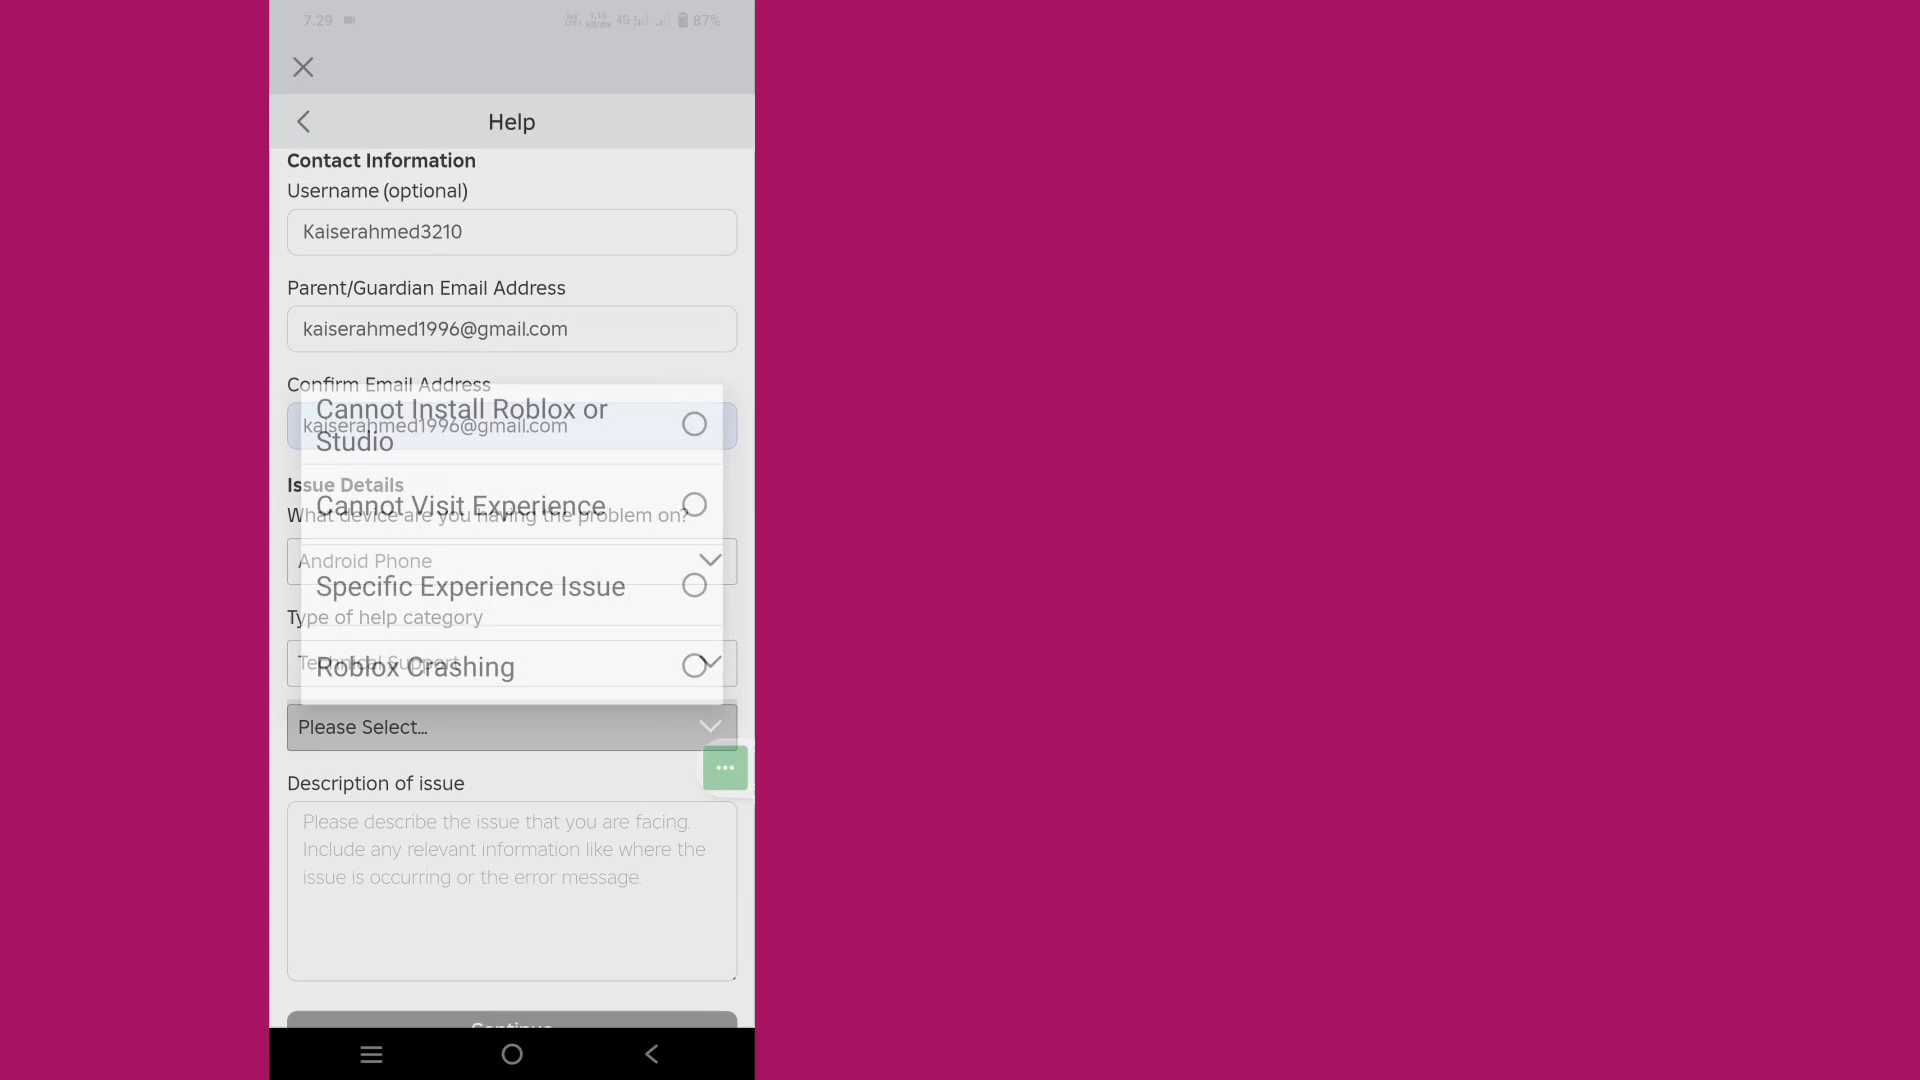 7.29
4G
87%
Help
Contact Information
Username (optional)
Kaiserahmed3210
Parent/Guardian Email Address
kaiserahmed1996@gmail.com
Confirm Email Address
kaiserahmed1996@gmail.com
Cannot Install Roblox or
Studio
Issue Details
What device are you having the problem on?
Cannot Visit Experience
Android Phone
Specific Experience Issue
Type of help category
Technical Support
Roblox Crashing
Please Select...
Description of issue
Please describe the issue that you are facing.
Include any relevant information like where the
issue is occurring or the error message.
Continue